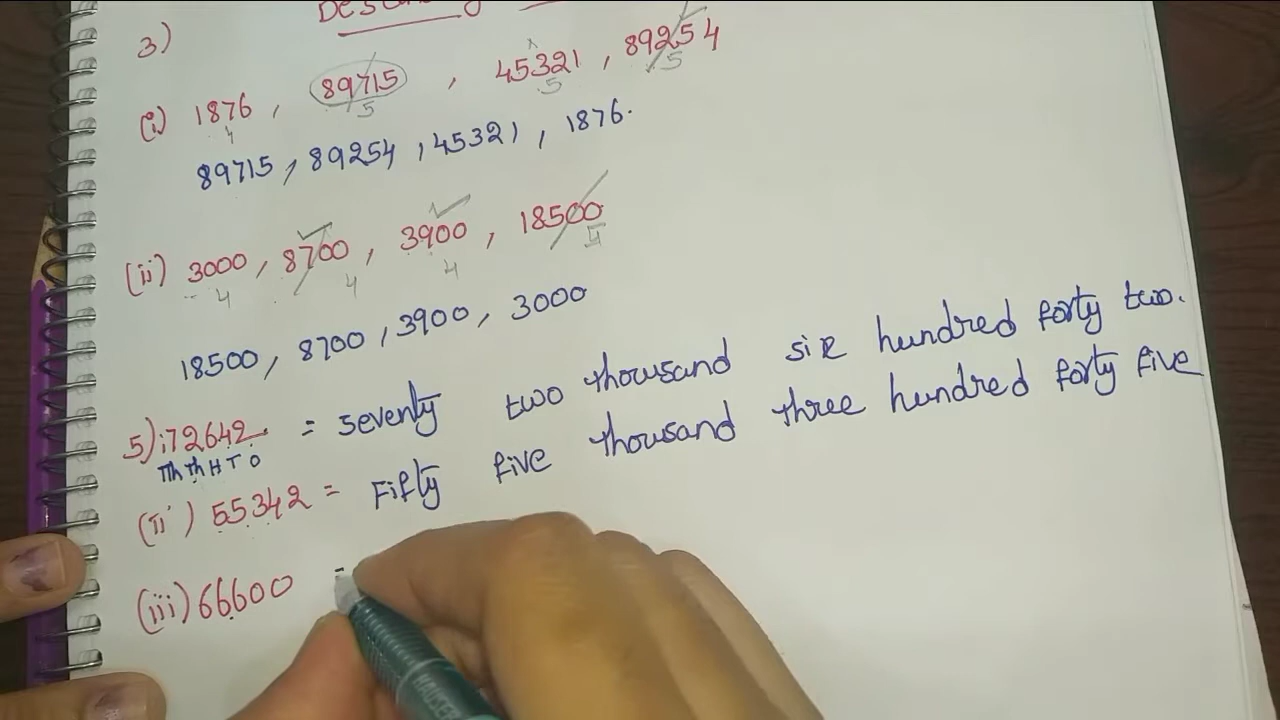 3)
(i) 1876, 89715, 45321, 89254
4 5 5 5
89715, 89254, 45321, 1876.
(ii) 3000, 8700, 3900, 18500
4 4 4
18500, 8700, 3900, 3000
5) i72642 = seventy two thousand six hundred forty two.
Tth th H T O
(ii) 55342 = Fifty five thousand three hundred forty five
(iii) 66600 =